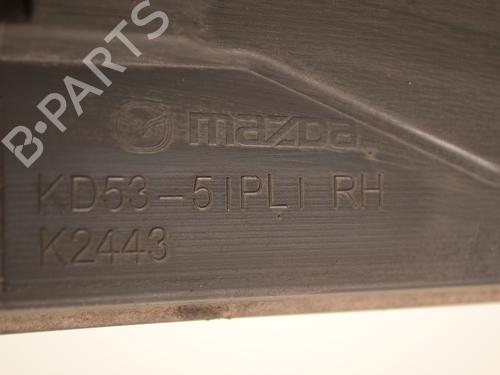 B-PARTS
mazda
KD53-51PL1 RH
K2443